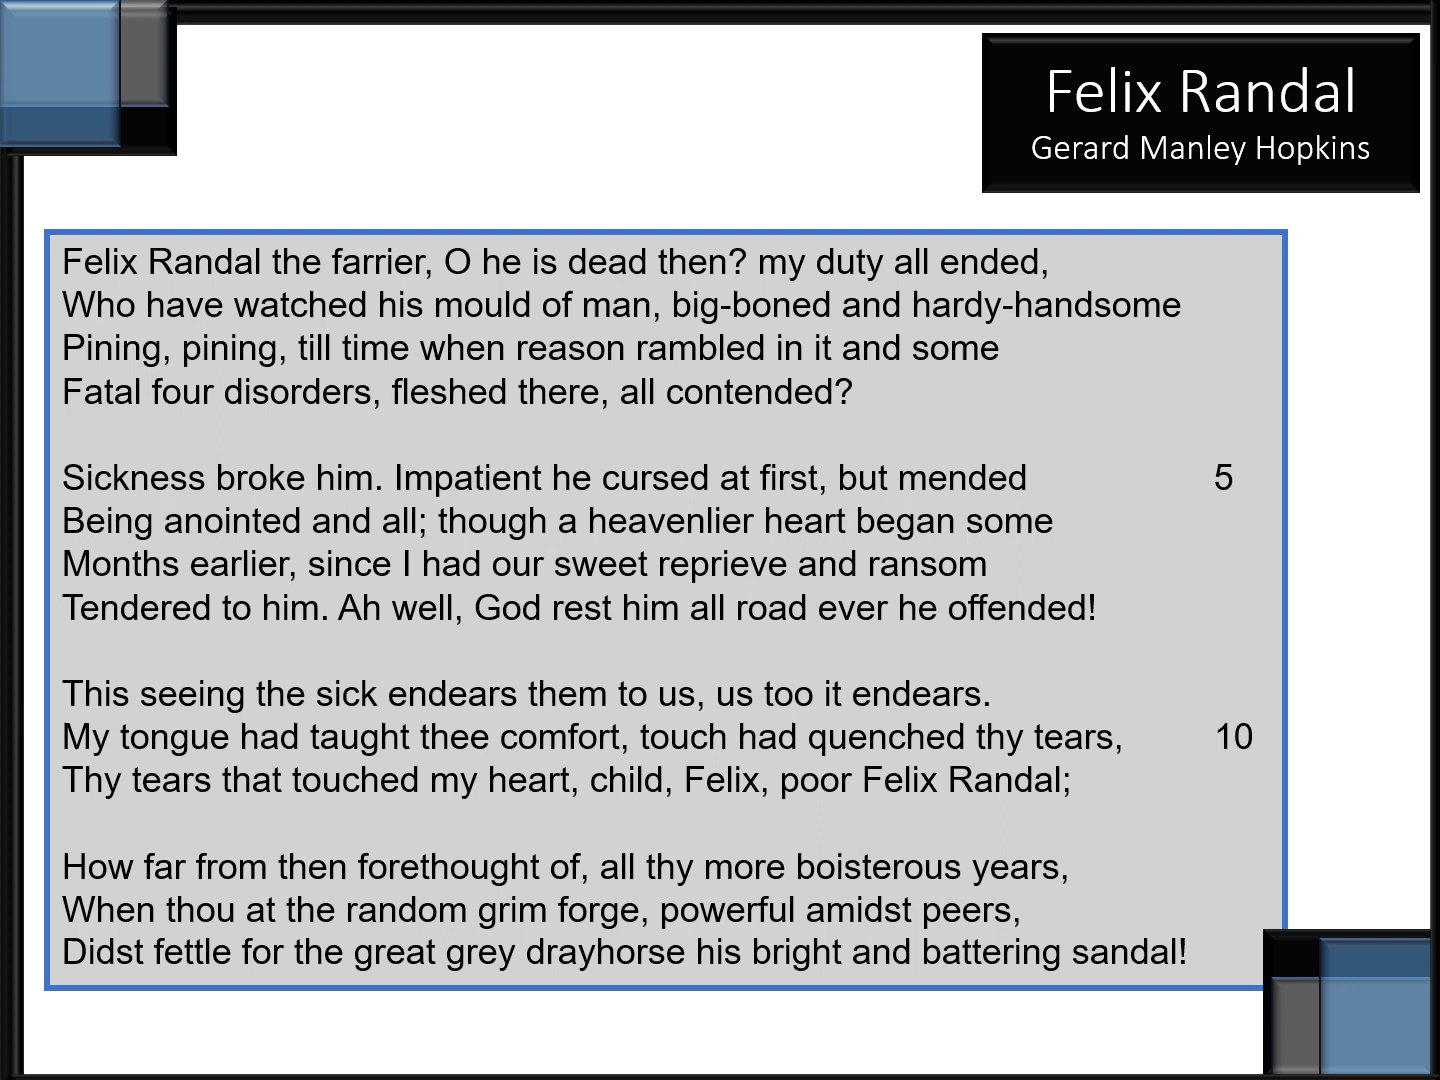 Felix Randal
Gerard Manley Hopkins
Felix Randal the farrier, O he is dead then? my duty all ended,
Who have watched his mould of man, big-boned and hardy-handsome
Pining, pining, till time when reason rambled in it and some
Fatal four disorders, fleshed there, all contended?
Sickness broke him. Impatient he cursed at first, but mended 5
Being anointed and all; though a heavenlier heart began some
Months earlier, since I had our sweet reprieve and ransom
Tendered to him. Ah well, God rest him all road ever he offended!
This seeing the sick endears them to us, us too it endears.
My tongue had taught thee comfort, touch had quenched thy tears, 10
Thy tears that touched my heart, child, Felix, poor Felix Randal;
How far from then forethought of, all thy more boisterous years,
When thou at the random grim forge, powerful amidst peers,
Didst fettle for the great grey drayhorse his bright and battering sandal!